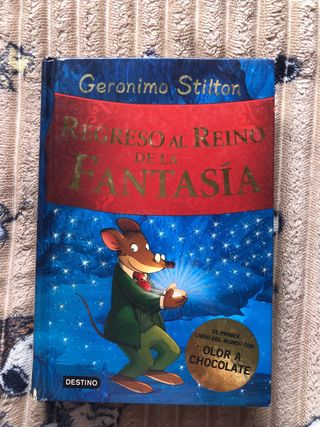 Geronimo Stilton
REGRESO AL REINO
DE LA
FANTASÍA
EL PRIMER
LIBRO DEL MUNDO CON
OLOR A
CHOCOLATE
DESTINO